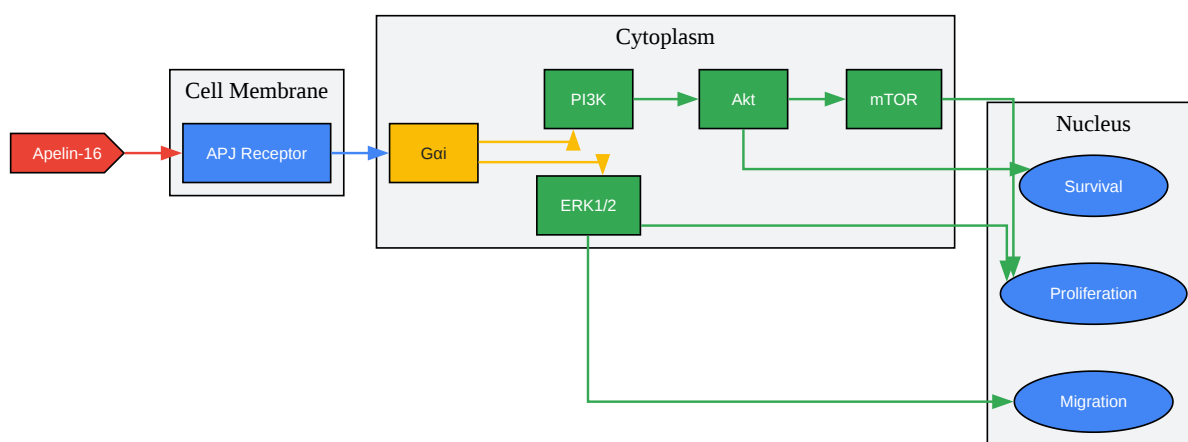 Cytoplasm
Cell Membrane
Nucleus
Apelin-16
APJ Receptor
Gαi
PI3K
Akt
mTOR
ERK1/2
Survival
Proliferation
Migration